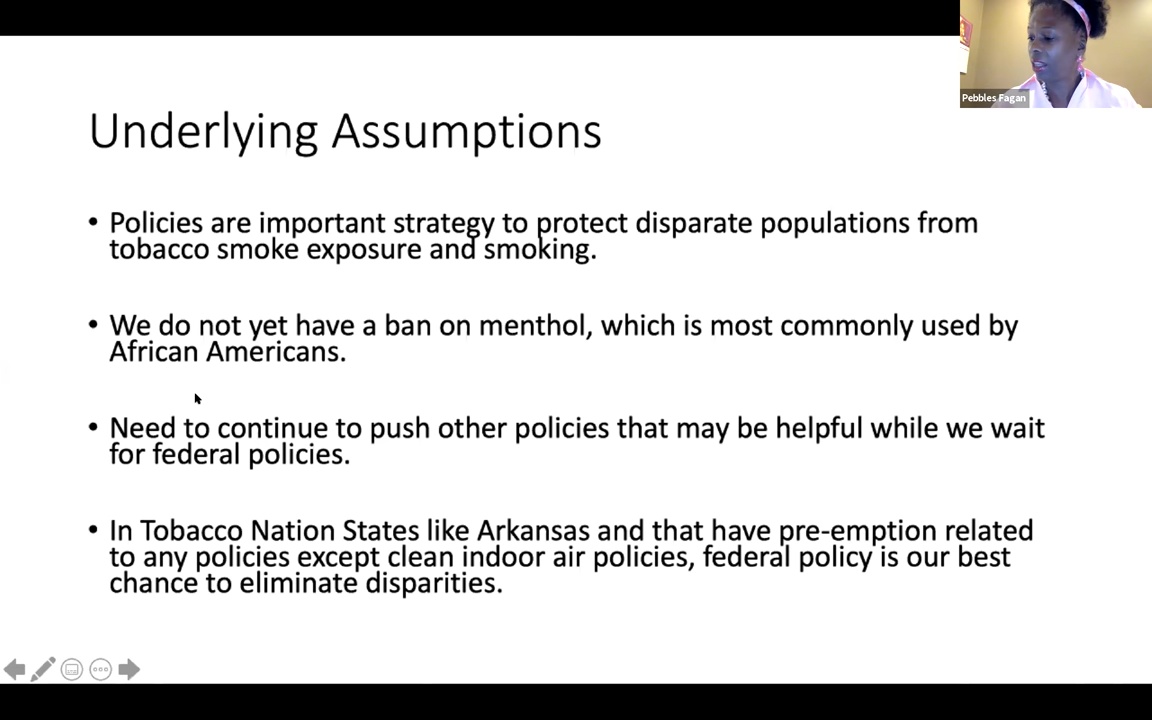 Pebbles Fagan
Underlying Assumptions
• Policies are important strategy to protect disparate populations from
tobacco smoke exposure and smoking.
• We do not yet have a ban on menthol, which is most commonly used by
African Americans.
• Need to continue to push other policies that may be helpful while we wait
for federal policies.
• In Tobacco Nation States like Arkansas and that have pre-emption related
to any policies except clean indoor air policies, federal policy is our best
chance to eliminate disparities.